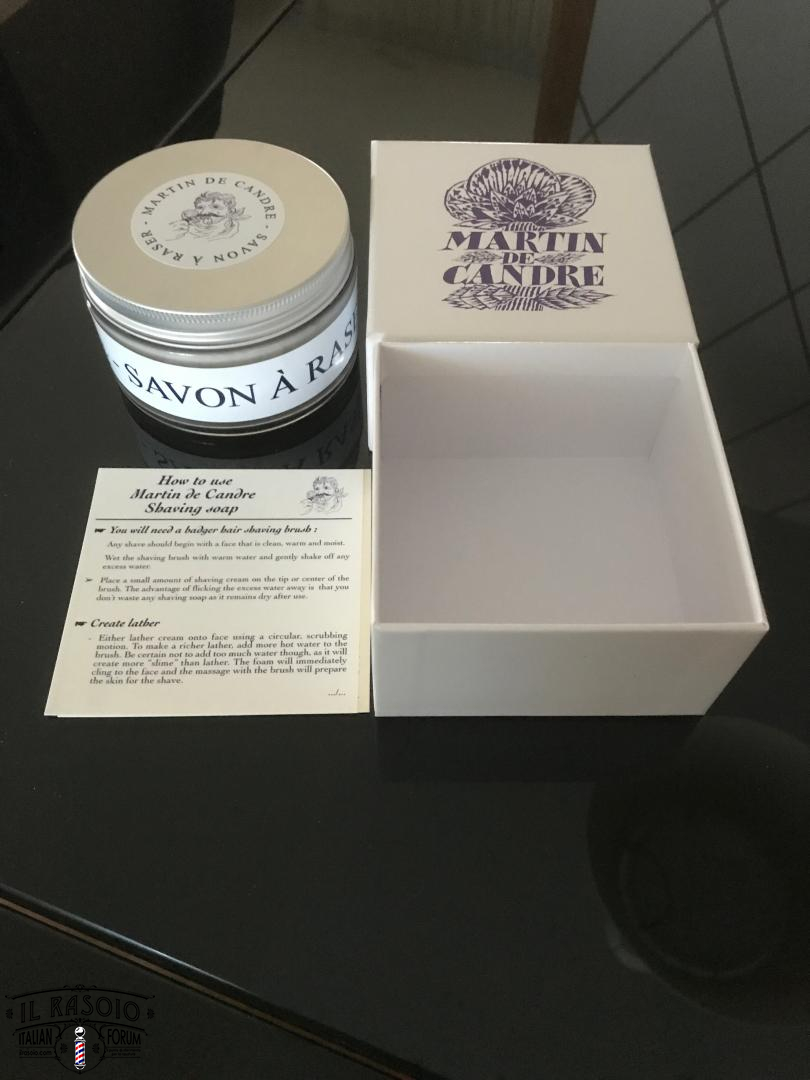 · MARTIN DE CANDRE · SAVON À RASER
- SAVON À RAS
MARTIN
DE
CANDRE
How to use
Martin de Candre
Shaving soap
You will need a badger hair shaving brush :
Any shave should begin with a face that is clean, warm and moist.
Wet the shaving brush with warm water and gently shake off any
excess water.
➢ Place a small amount of shaving cream on the tip or center of the
brush. The advantage of flicking the excess water away is that you
don't waste any shaving soap as it remains dry after use.
Create lather
- Either lather cream onto face using a circular, scrubbing
motion. To make a richer lather, add more hot water to the
brush. Be certain not to add too much water though, as it will
create more "slime" than lather. The foam will immediately
cling to the face and the massage with the brush will prepare
the skin for the shave.
.../...
IL RASOIO
ITALIAN FORUM